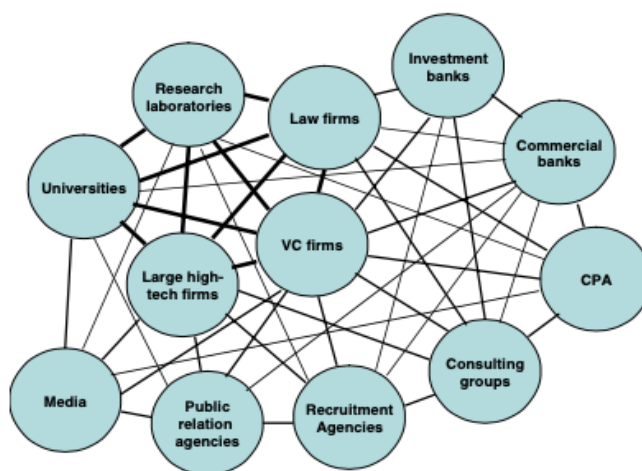 Investment
banks
Research
laboratories
Law firms
Commercial
banks
Universities
VC firms
Large high-
tech firms
CPA
Consulting
groups
Media
Public
relation
agencies
Recruitment
Agencies